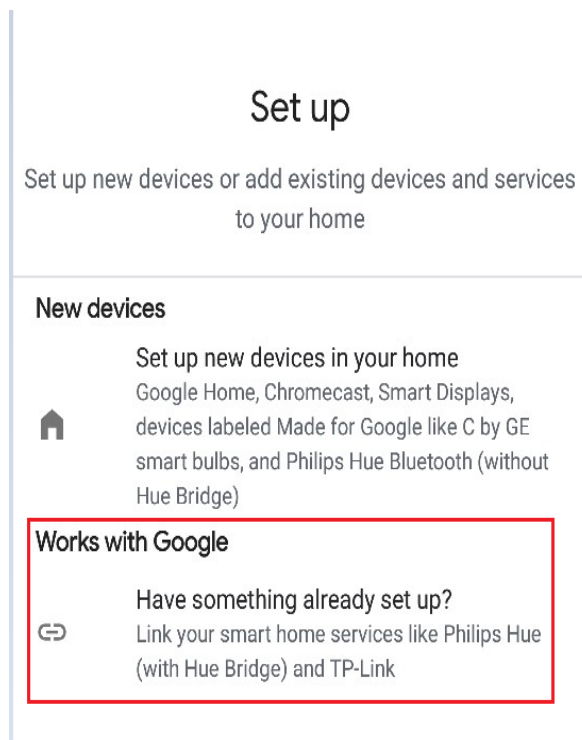 Set up
Set up new devices or add existing devices and services
to your home
New devices
Set up new devices in your home
Google Home, Chromecast, Smart Displays,
devices labeled Made for Google like C by GE
smart bulbs, and Philips Hue Bluetooth (without
Hue Bridge)
Works with Google
Have something already set up?
Link your smart home services like Philips Hue
(with Hue Bridge) and TP-Link